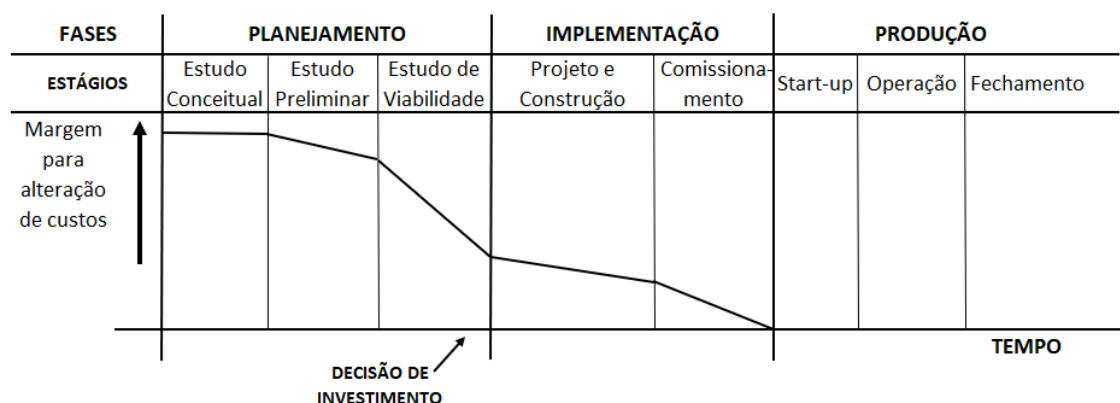 FASES PLANEJAMENTO IMPLEMENTAÇÃO PRODUÇÃO
ESTÁGIOS
Estudo
Conceitual
Estudo
Preliminar
Estudo de
Viabilidade
Projeto e
Construção
Comissiona-
mento
Start-up
Operação
Fechamento
Margem
para
alteração
de custos
TEMPO
DECISÃO DE
INVESTIMENTO